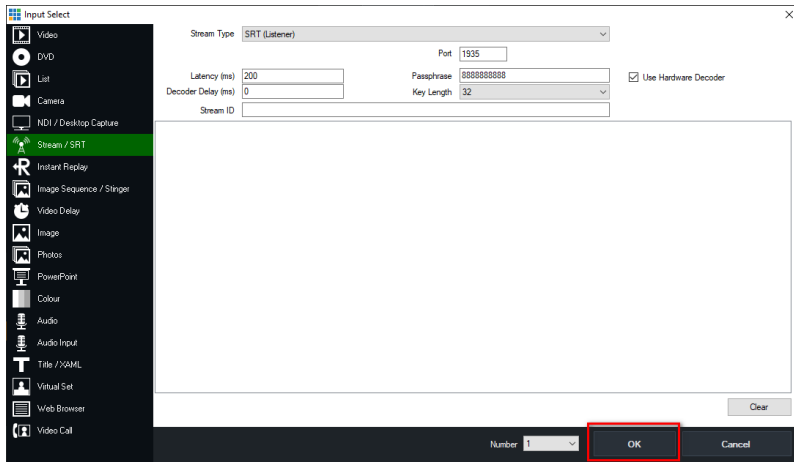 Input Select
Video
DVD
List
Camera
NDI / Desktop Capture
Stream / SRT
Instant Replay
Image Sequence / Stinger
Video Delay
Image
Photos
PowerPoint
Colour
Audio
Audio Input
Title / XAML
Virtual Set
Web Browser
Video Call
Stream Type SRT (Listener)
Port 1935
Latency (ms) 200 Passphrase 8888888888 Use Hardware Decoder
Decoder Delay (ms) 0 Key Length 32
Stream ID
Clear
Number 1 OK Cancel